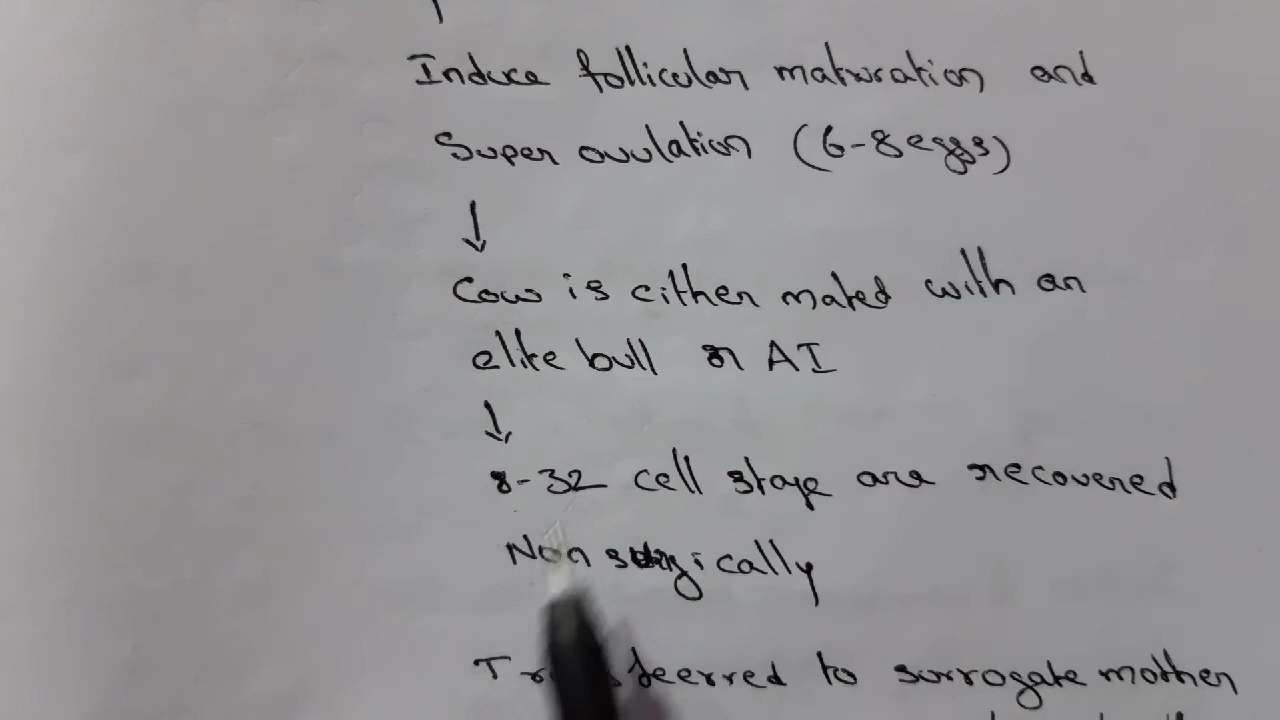 Induce follicular maturation and
Super ovulation (6-8 eggs)
↓
Cow is either mated with an
elite bull or AI
↓
8-32 cell stage are recovered
Non surgically
to surrogate mother